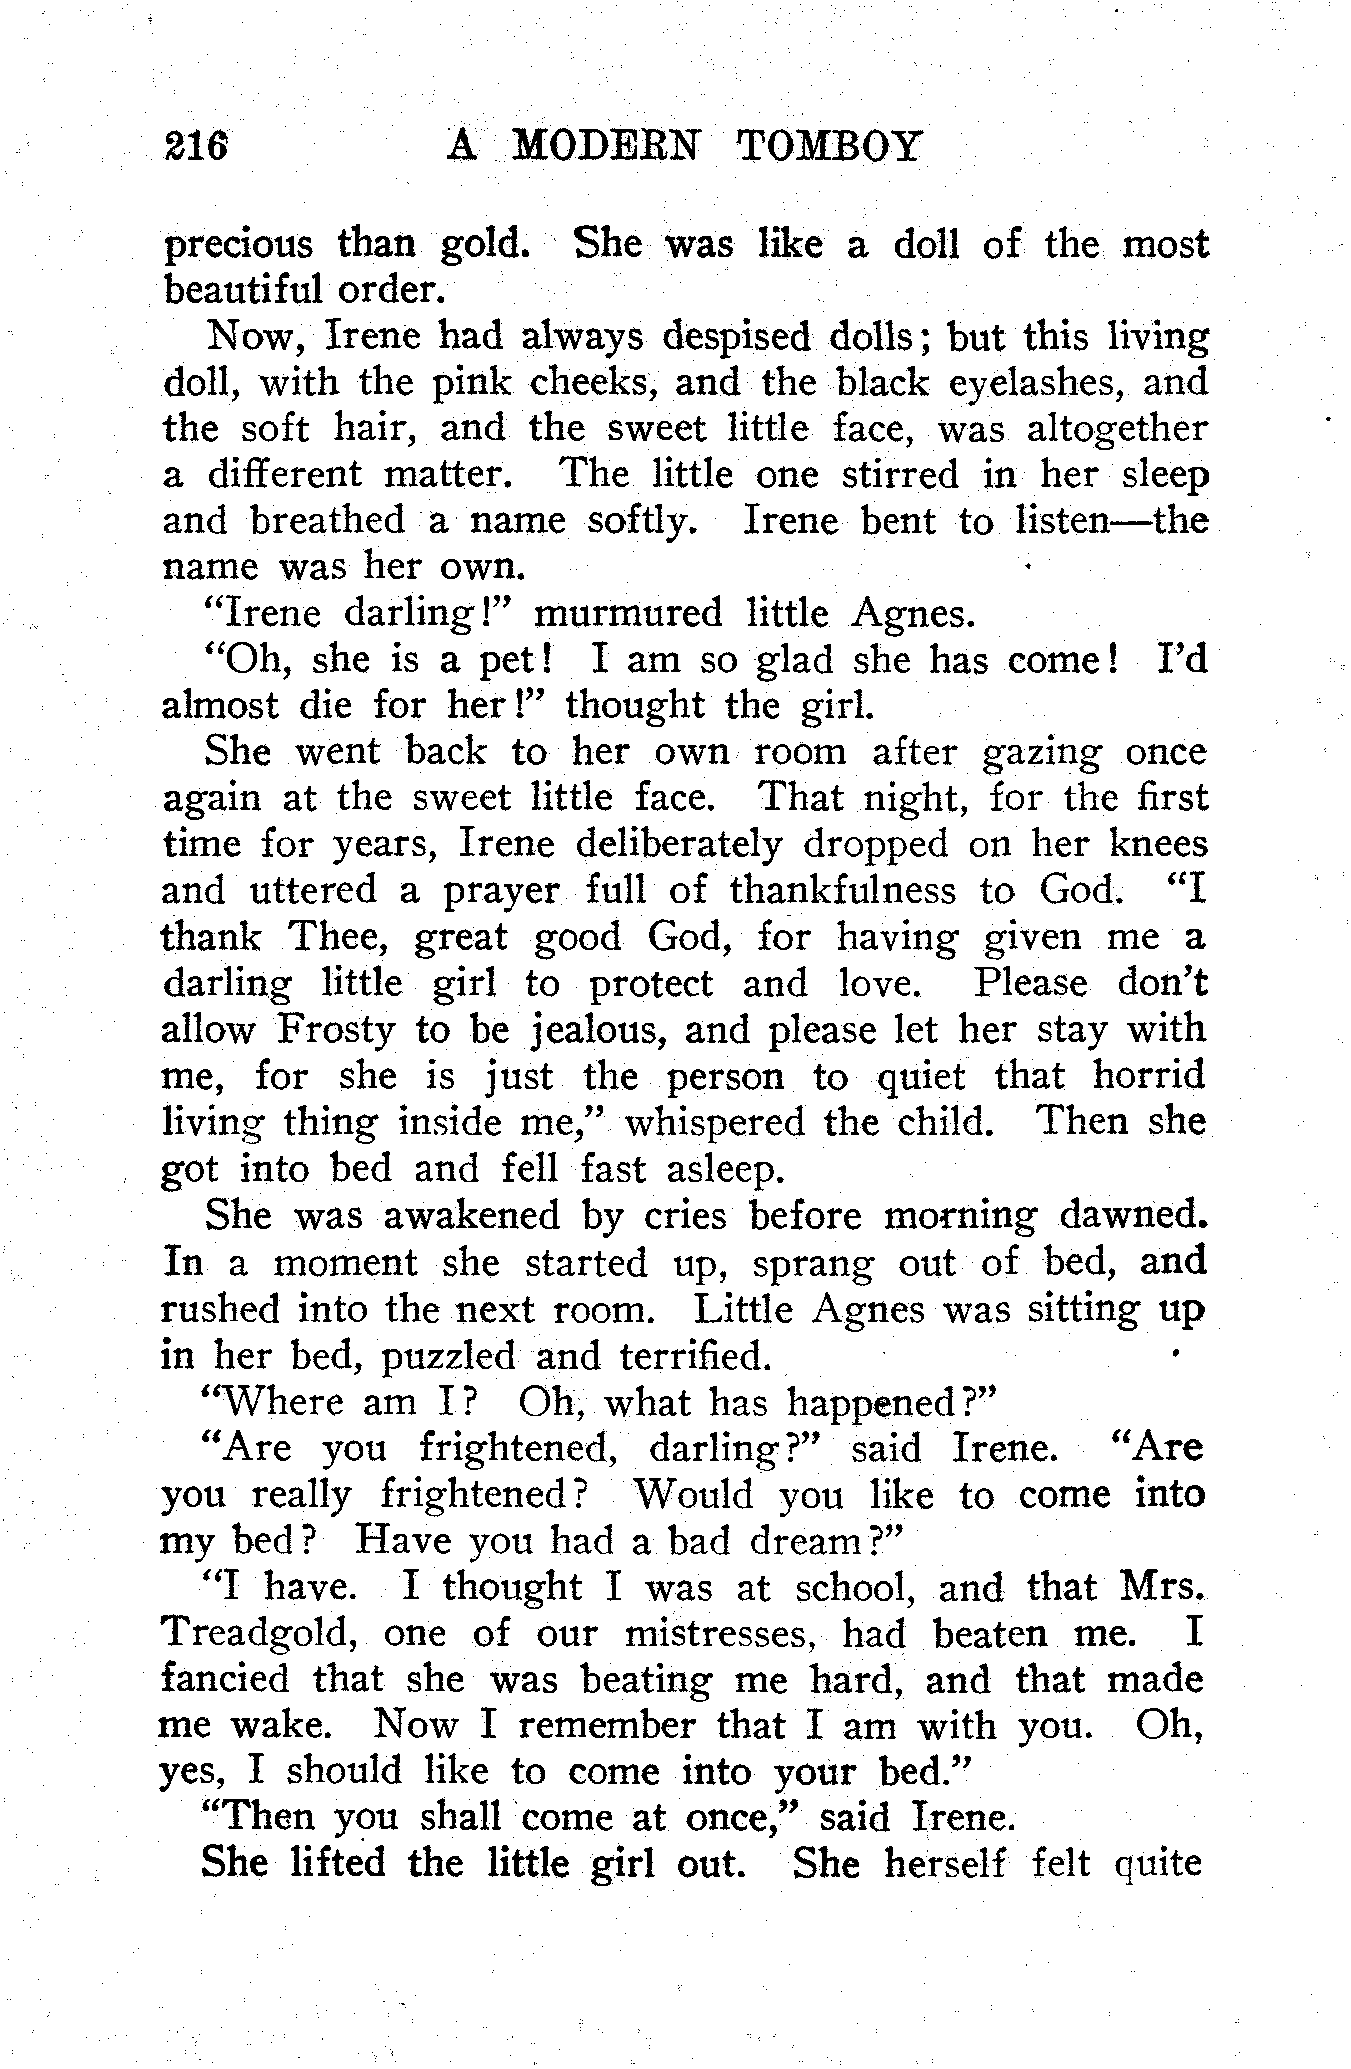 216 A MODERN TOMBOY
precious than gold. She was like a doll of the most
beautiful order.
Now, Irene had always despised dolls; but this living
doll, with the pink cheeks, and the black eyelashes, and
the soft hair, and the sweet little face, was altogether
a different matter. The little one stirred in her sleep
and breathed a name softly. Irene bent to listen—the
name was her own.
"Irene darling!" murmured little Agnes.
"Oh, she is a pet! I am so glad she has come! I'd
almost die for her!" thought the girl.
She went back to her own room after gazing once
again at the sweet little face. That night, for the first
time for years, Irene deliberately dropped on her knees
and uttered a prayer full of thankfulness to God. "I
thank Thee, great good God, for having given me a
darling little girl to protect and love. Please don't
allow Frosty to be jealous, and please let her stay with
me, for she is just the person to quiet that horrid
living thing inside me," whispered the child. Then she
got into bed and fell fast asleep.
She was awakened by cries before morning dawned.
In a moment she started up, sprang out of bed, and
rushed into the next room. Little Agnes was sitting up
in her bed, puzzled and terrified.
"Where am I? Oh, what has happened?"
"Are you frightened, darling?" said Irene. "Are
you really frightened? Would you like to come into
my bed? Have you had a bad dream?"
"I have. I thought I was at school, and that Mrs.
Treadgold, one of our mistresses, had beaten me. I
fancied that she was beating me hard, and that made
me wake. Now I remember that I am with you. Oh,
yes, I should like to come into your bed."
"Then you shall come at once," said Irene.
She lifted the little girl out. She herself felt quite